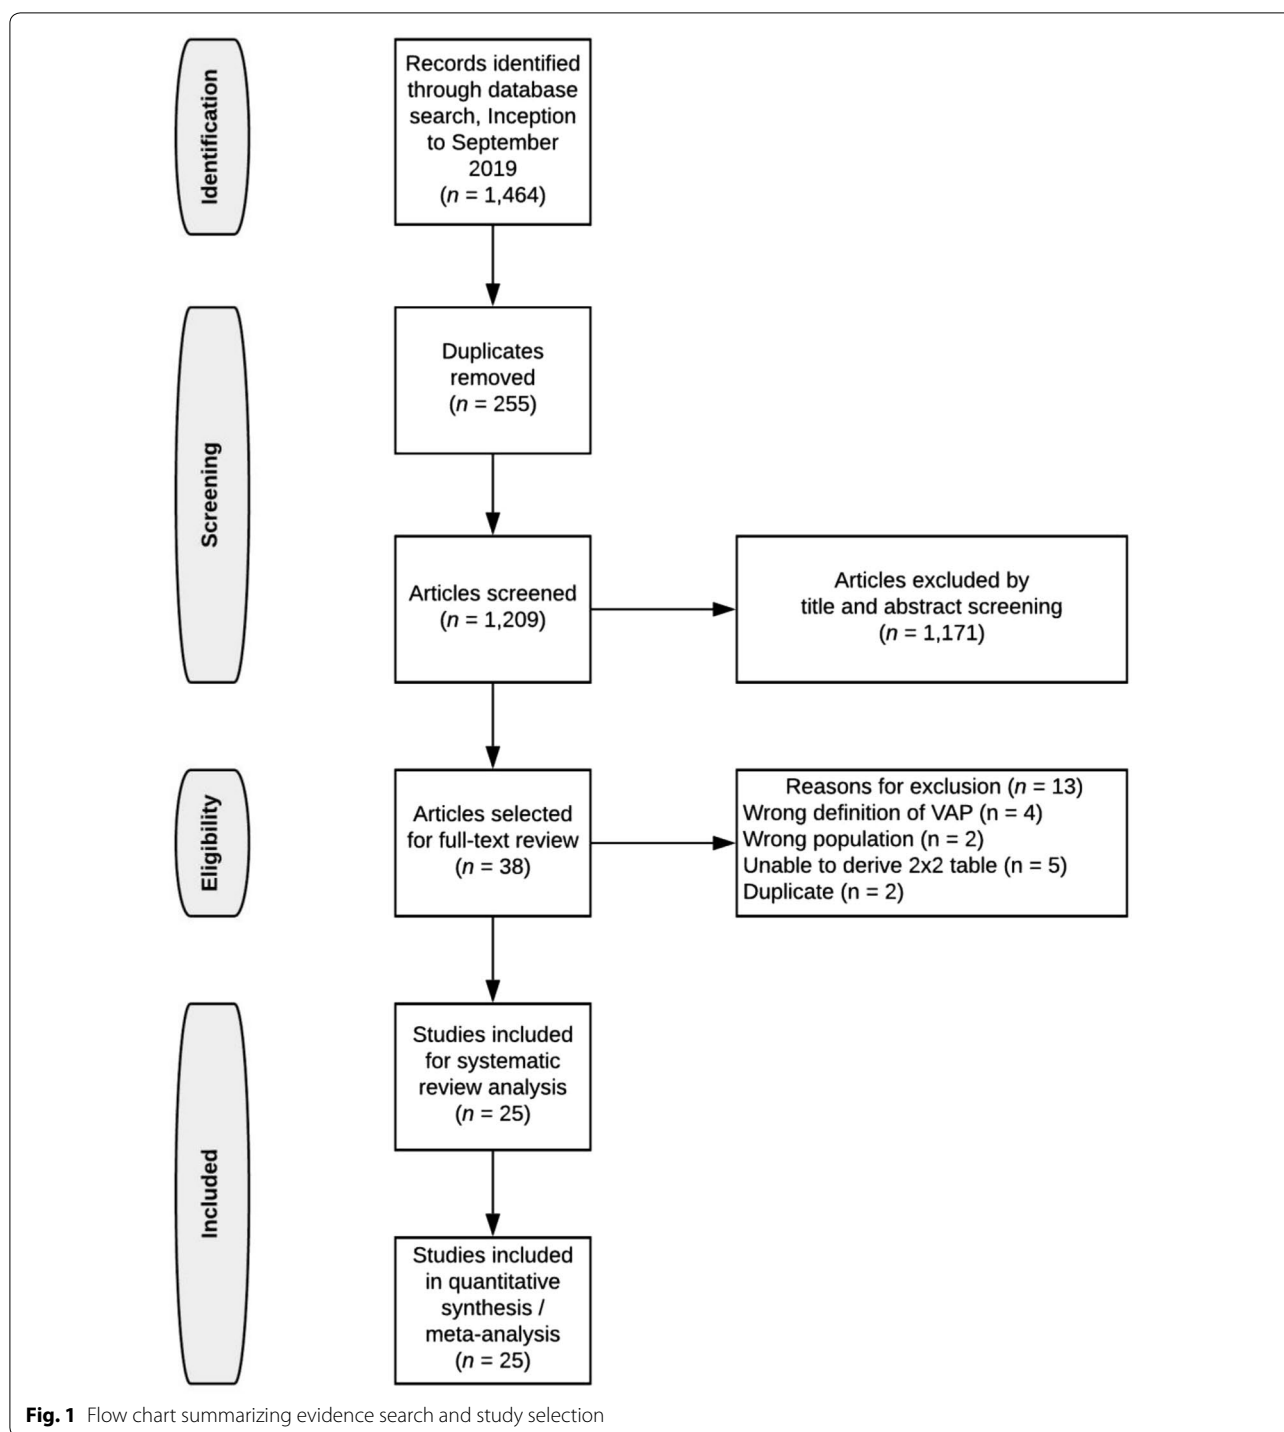 Identification
Records identified
through database
search, Inception
to September
2019
(n = 1,464)
Screening
Duplicates
removed
(n = 255)
Articles screened
(n = 1,209)
Articles excluded by
title and abstract screening
(n = 1,171)
Eligibility
Articles selected
for full-text review
(n = 38)
Reasons for exclusion (n = 13)
Wrong definition of VAP (n = 4)
Wrong population (n = 2)
Unable to derive 2x2 table (n = 5)
Duplicate (n = 2)
Included
Studies included
for systematic
review analysis
(n = 25)
Studies included
in quantitative
synthesis /
meta-analysis
(n = 25)
Fig. 1 Flow chart summarizing evidence search and study selection